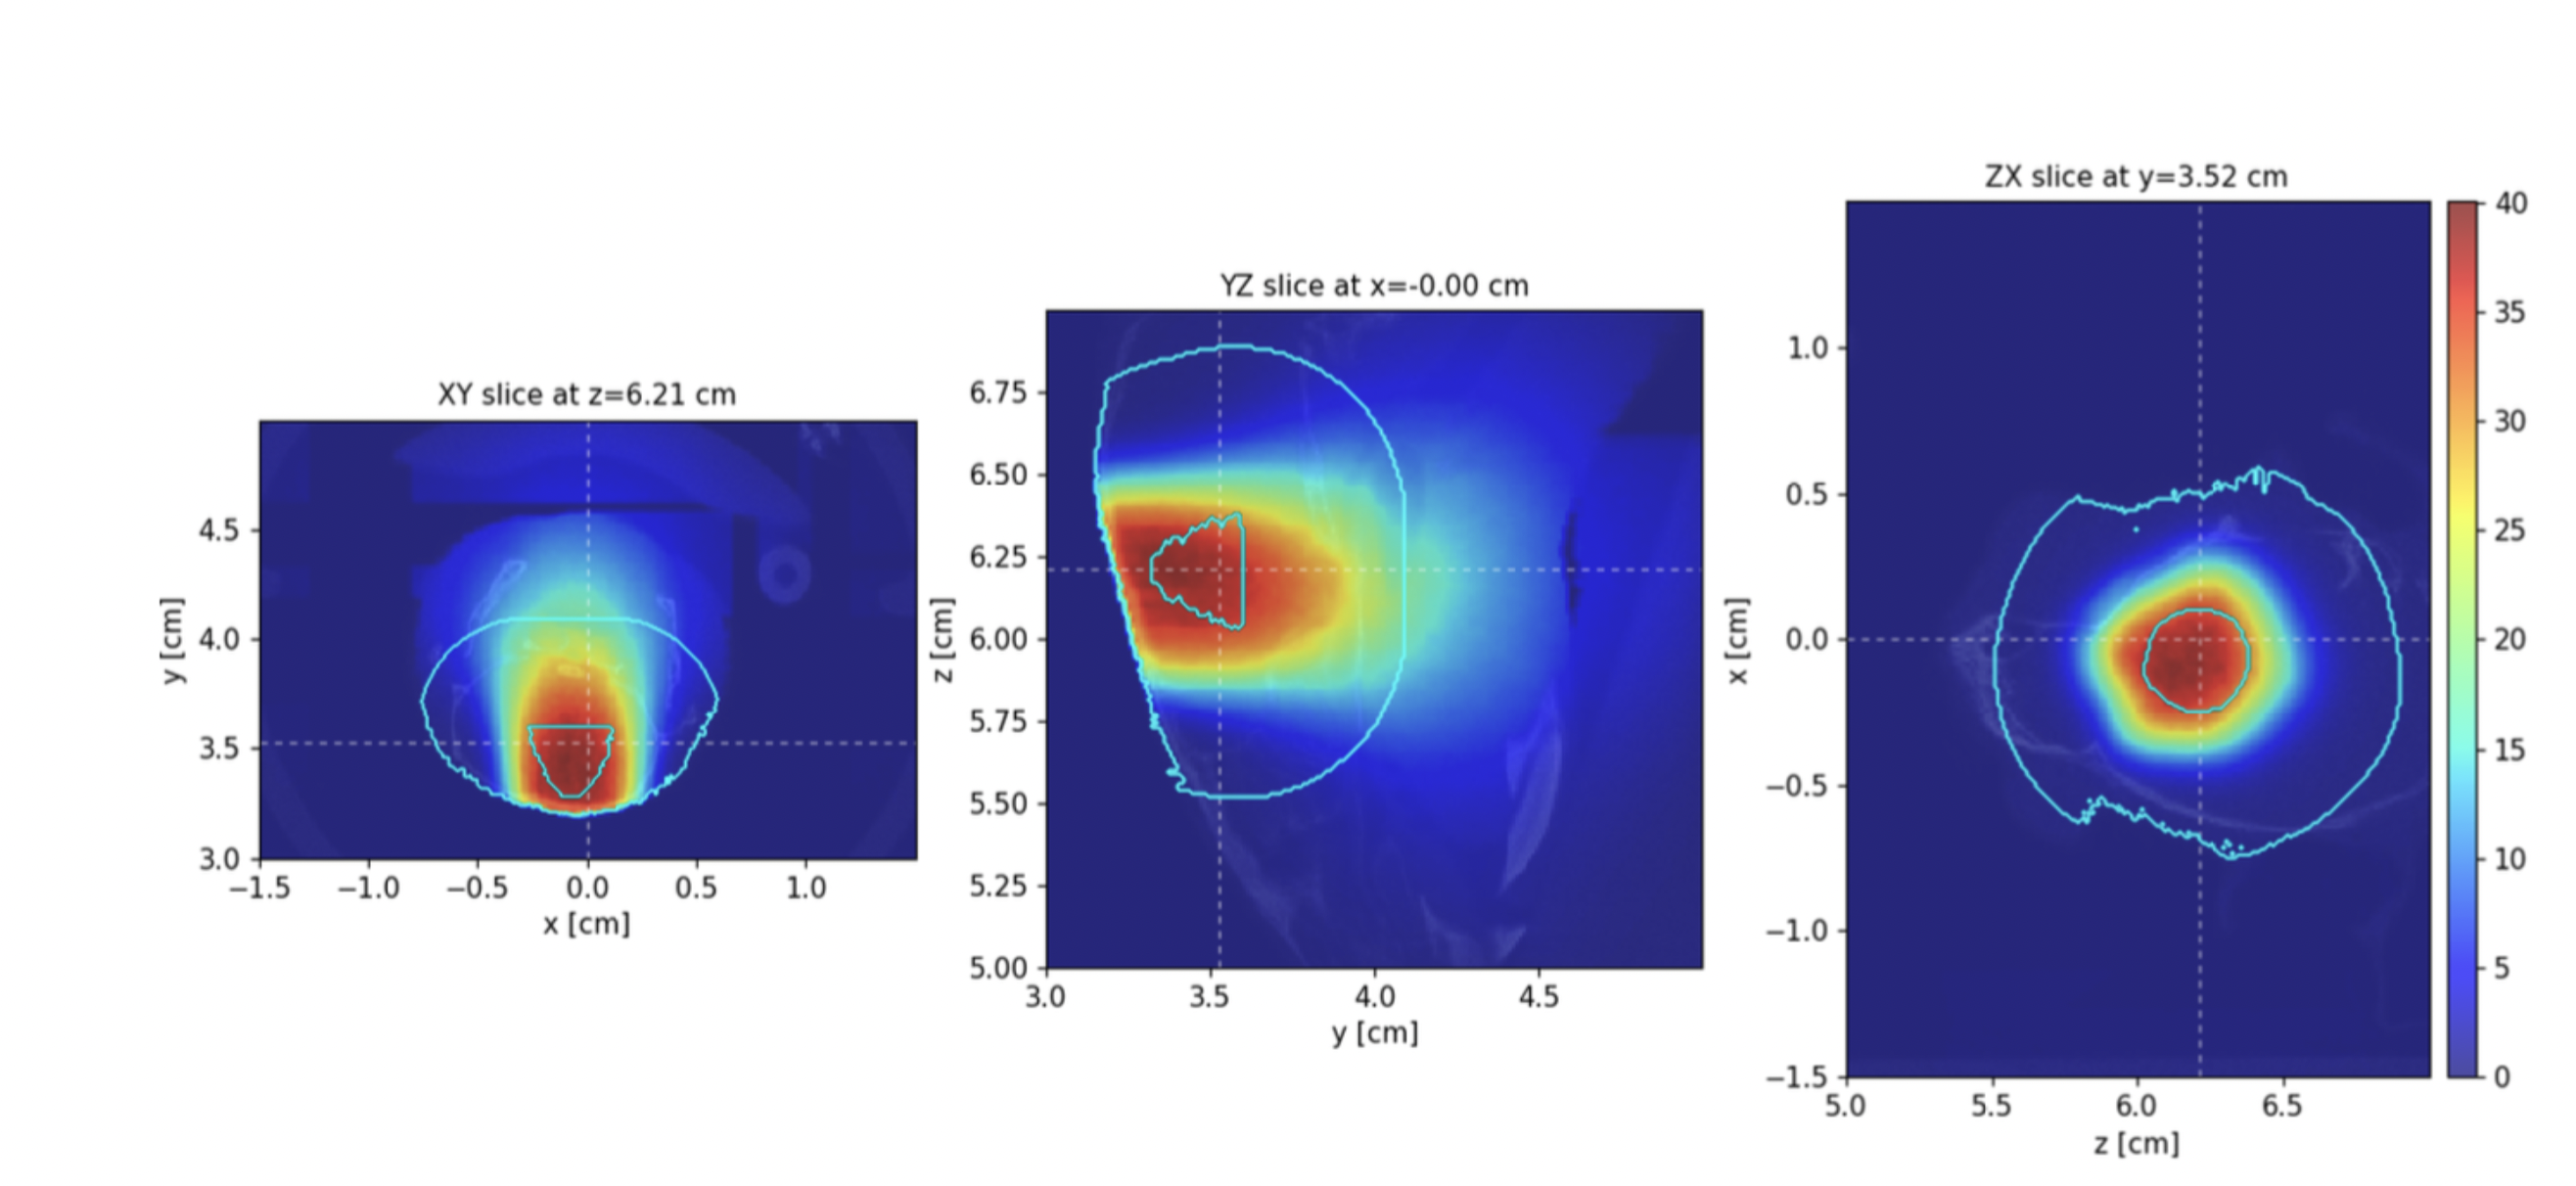 XY slice at z=6.21 cm
4.5
4.0
3.5
3.0
y [cm]
−1.5 −1.0 −0.5 0.0 0.5 1.0
x [cm]
YZ slice at x=-0.00 cm
6.75
6.50
6.25
6.00
5.75
5.50
5.25
5.00
z [cm]
3.0 3.5 4.0 4.5
y [cm]
ZX slice at y=3.52 cm
1.0
0.5
0.0
−0.5
−1.0
−1.5
x [cm]
5.0 5.5 6.0 6.5
z [cm]
40
35
30
25
20
15
10
5
0